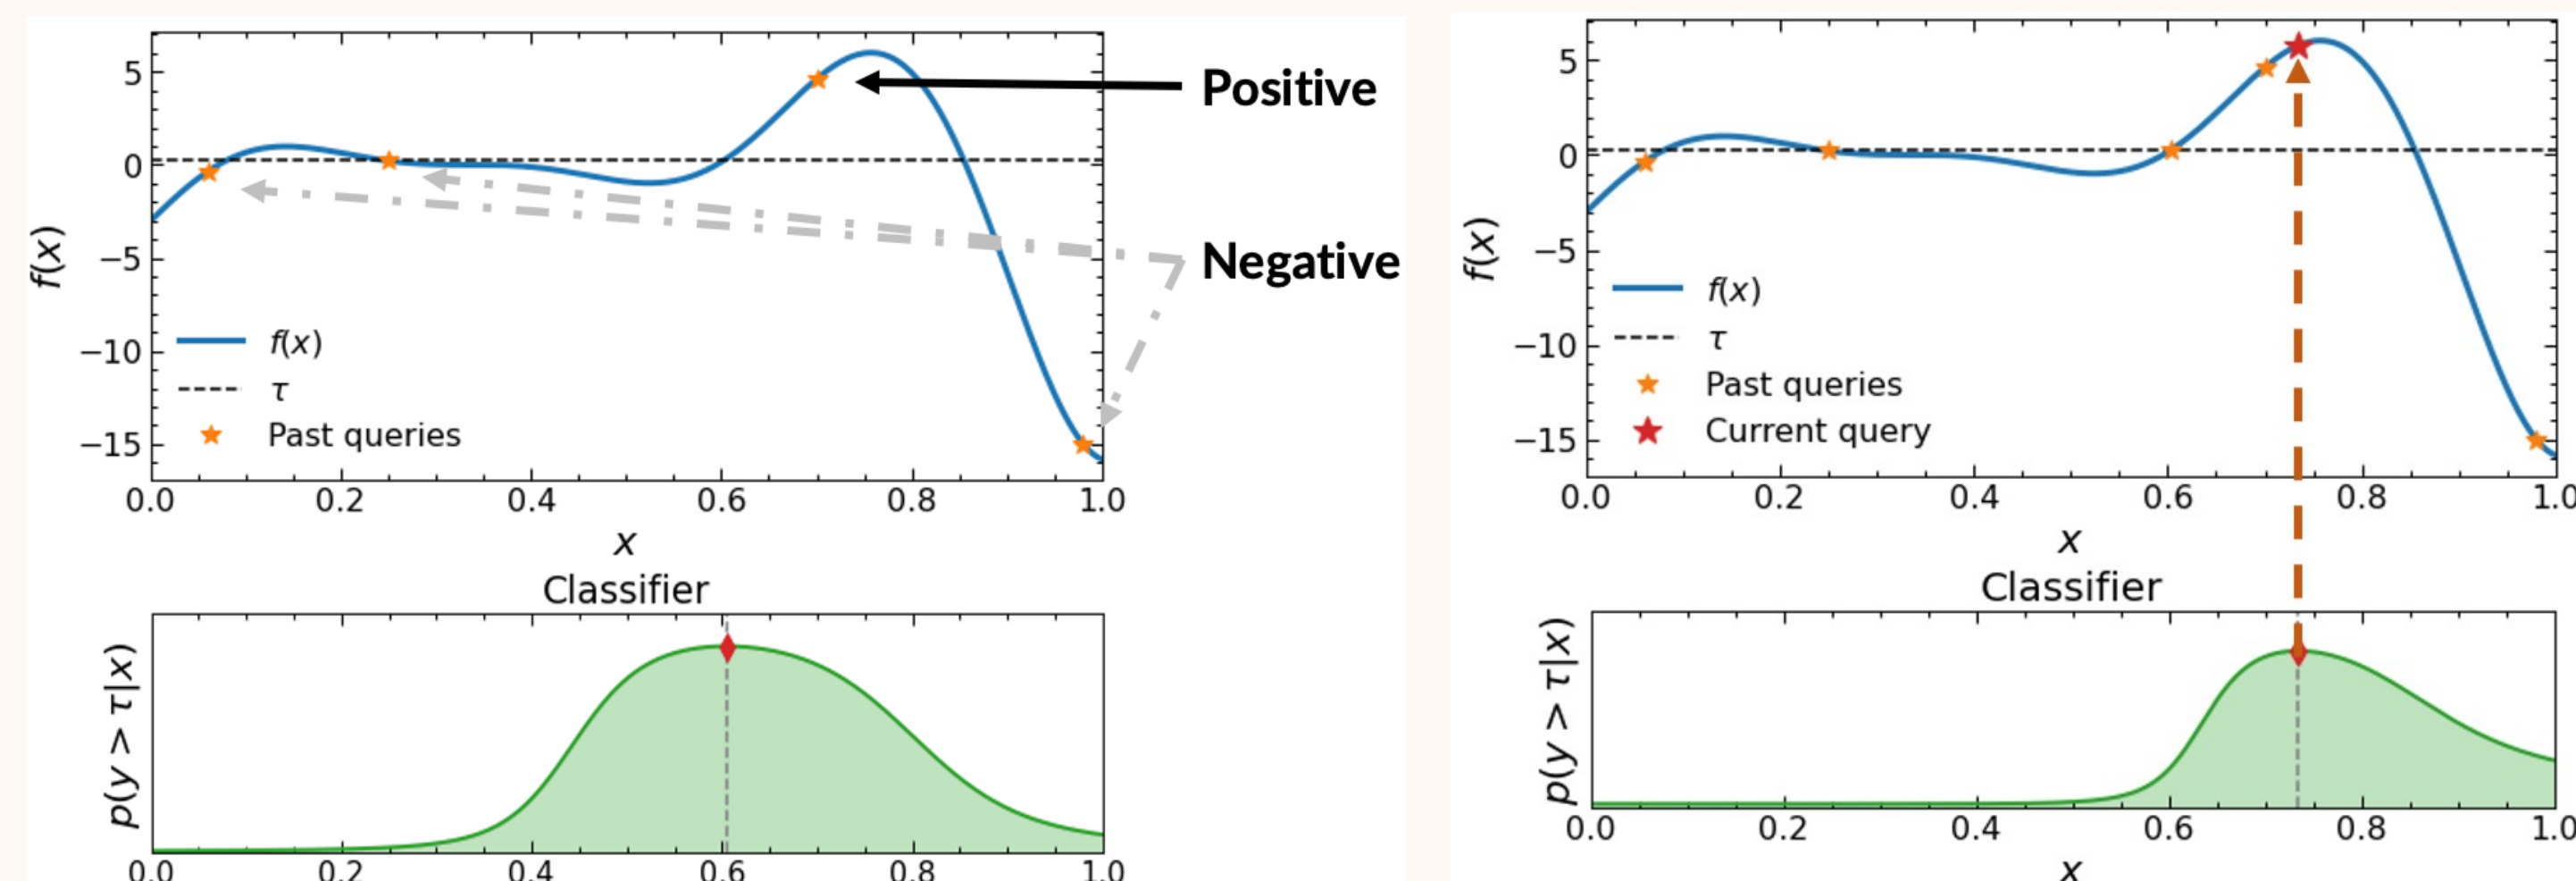 5
0
−5
−10
−15
f(x)
f(x)
τ
Past queries
0.0 0.2 0.4 0.6 0.8 1.0
x
Positive
Negative
Classifier
p(y > τ|x)
0.0 0.2 0.4 0.6 0.8 1.0
5
0
−5
−10
−15
f(x)
f(x)
τ
Past queries
Current query
0.0 0.2 0.4 0.6 0.8 1.0
x
Classifier
p(y > τ|x)
0.0 0.2 0.4 0.6 0.8 1.0
x